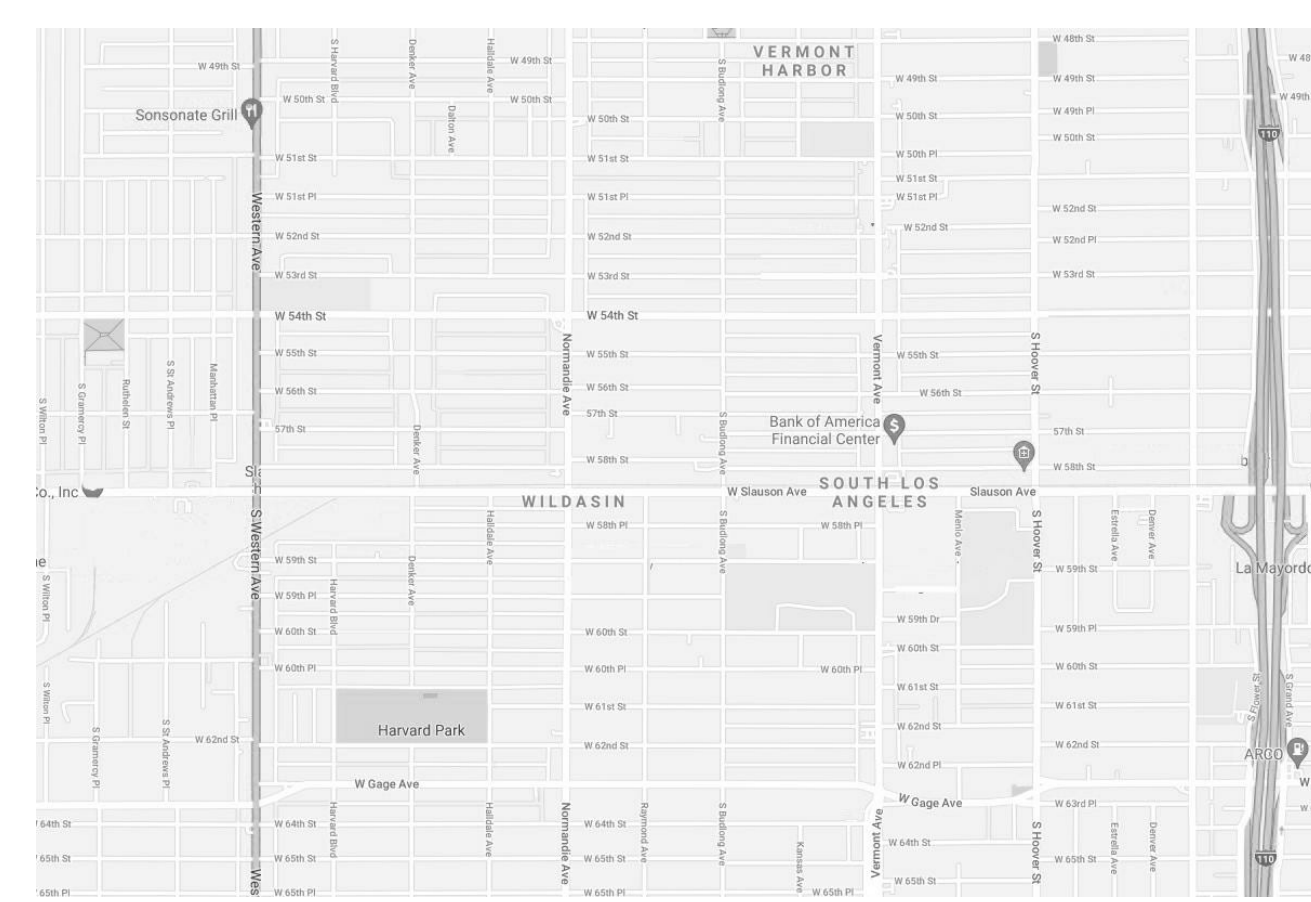 W 48th St
VERMONT
HARBOR
S Harvard Blvd
Denker Ave
Halldale Ave
W 49th St
W 49th St
S Budlong Ave
W 49th St
W 49th St
W 48
W 49th
W 50th St
W 50th St
Sonsonate Grill
Dalton Ave
W 50th St
W 50th St
W 49th Pl
110
W 50th St
W 51st St
W 51st St
W 50th Pl
W 51st St
W 51st Pl
W 51st Pl
W 51st Pl
Western Ave
W 52nd St
W 52nd St
W 52nd St
W 52nd St
W 52nd Pl
W 53rd St
W 53rd St
W 53rd St
W 54th St
W 54th St
Normandie Ave
Vermont Ave
S Hoover St
W 55th St
W 55th St
W 55th St
S St Andrews Pl
Manhattan Pl
Ruthelen St
S Gramercy Pl
S Wilton Pl
W 56th St
W 56th St
W 56th St
57th St
57th St
57th St
Denker Ave
S Budlong Ave
Bank of America
Financial Center
W 58th St
W 58th St
Sla
Co., Inc
WILDASIN
W Slauson Ave
SOUTH LOS
ANGELES
Slauson Ave
S Western Ave
Halldale Ave
W 58th Pl
S Budlong Ave
W 58th Pl
Menlo Ave
S Hoover St
Estrella Ave
Denver Ave
W 59th St
Denker Ave
W 59th St
La Mayordo
ne
S Wilton Pl
Harvard Blvd
W 59th Pl
W 60th St
W 60th St
W 59th Dr
W 59th Pl
W 60th St
W 60th Pl
W 60th Pl
W 60th Pl
W 60th St
S Wilton Pl
W 61st St
W 61st St
W 61st St
S Flower St
S Grand Ave
Harvard Park
S Gramercy Pl
S St Andrews Pl
W 62nd St
W 62nd St
W 62nd St
W 62nd St
W 62nd Pl
ARCO
W Gage Ave
W Gage Ave
W 63rd Pl
W
W
W 64th St
Harvard Blvd
Halldale Ave
Normandie Ave
W 64th St
Raymond Ave
S Budlong Ave
Kansas Ave
Vermont Ave
W 64th St
S Hoover St
Estrella Ave
Denver Ave
65th St
W 65th St
W 65th St
W 65th St
110
65th Pl
West
W 65th Pl
W 65th Pl
W 65th Pl
W 65th St